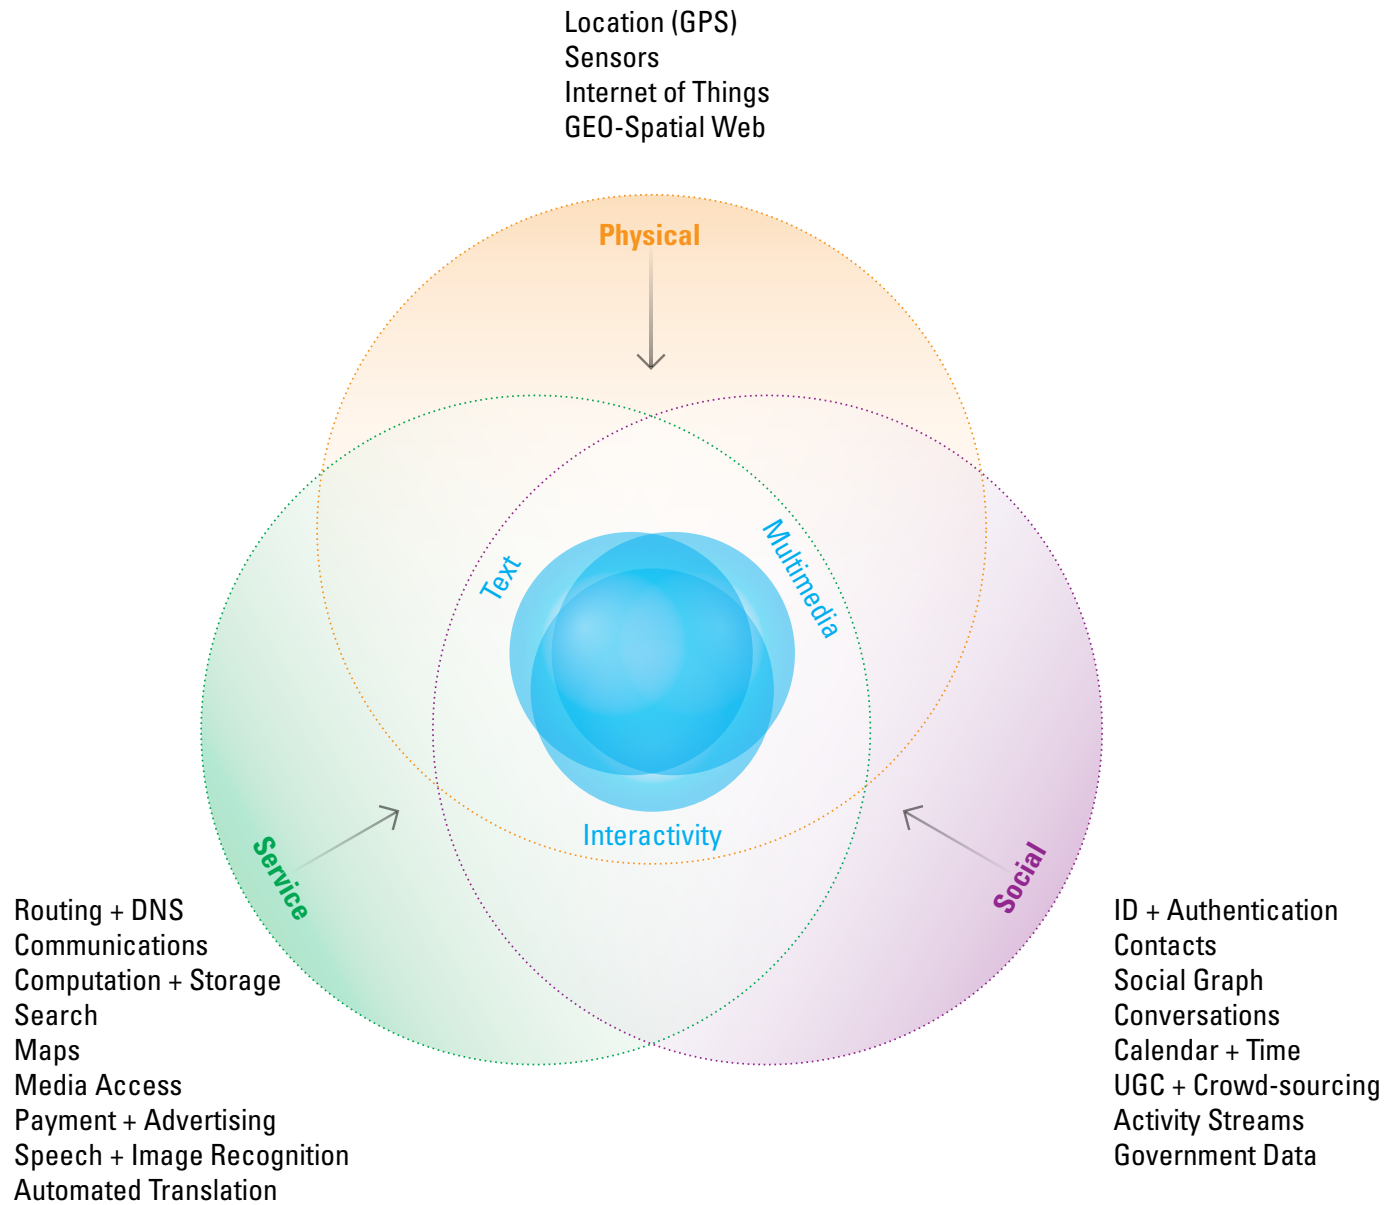 Location (GPS)
Sensors
Internet of Things
GEO-Spatial Web
Physical
Text
Multimedia
Interactivity
Service
Social
Routing + DNS
Communications
Computation + Storage
Search
Maps
Media Access
Payment + Advertising
Speech + Image Recognition
Automated Translation
ID + Authentication
Contacts
Social Graph
Conversations
Calendar + Time
UGC + Crowd-sourcing
Activity Streams
Government Data